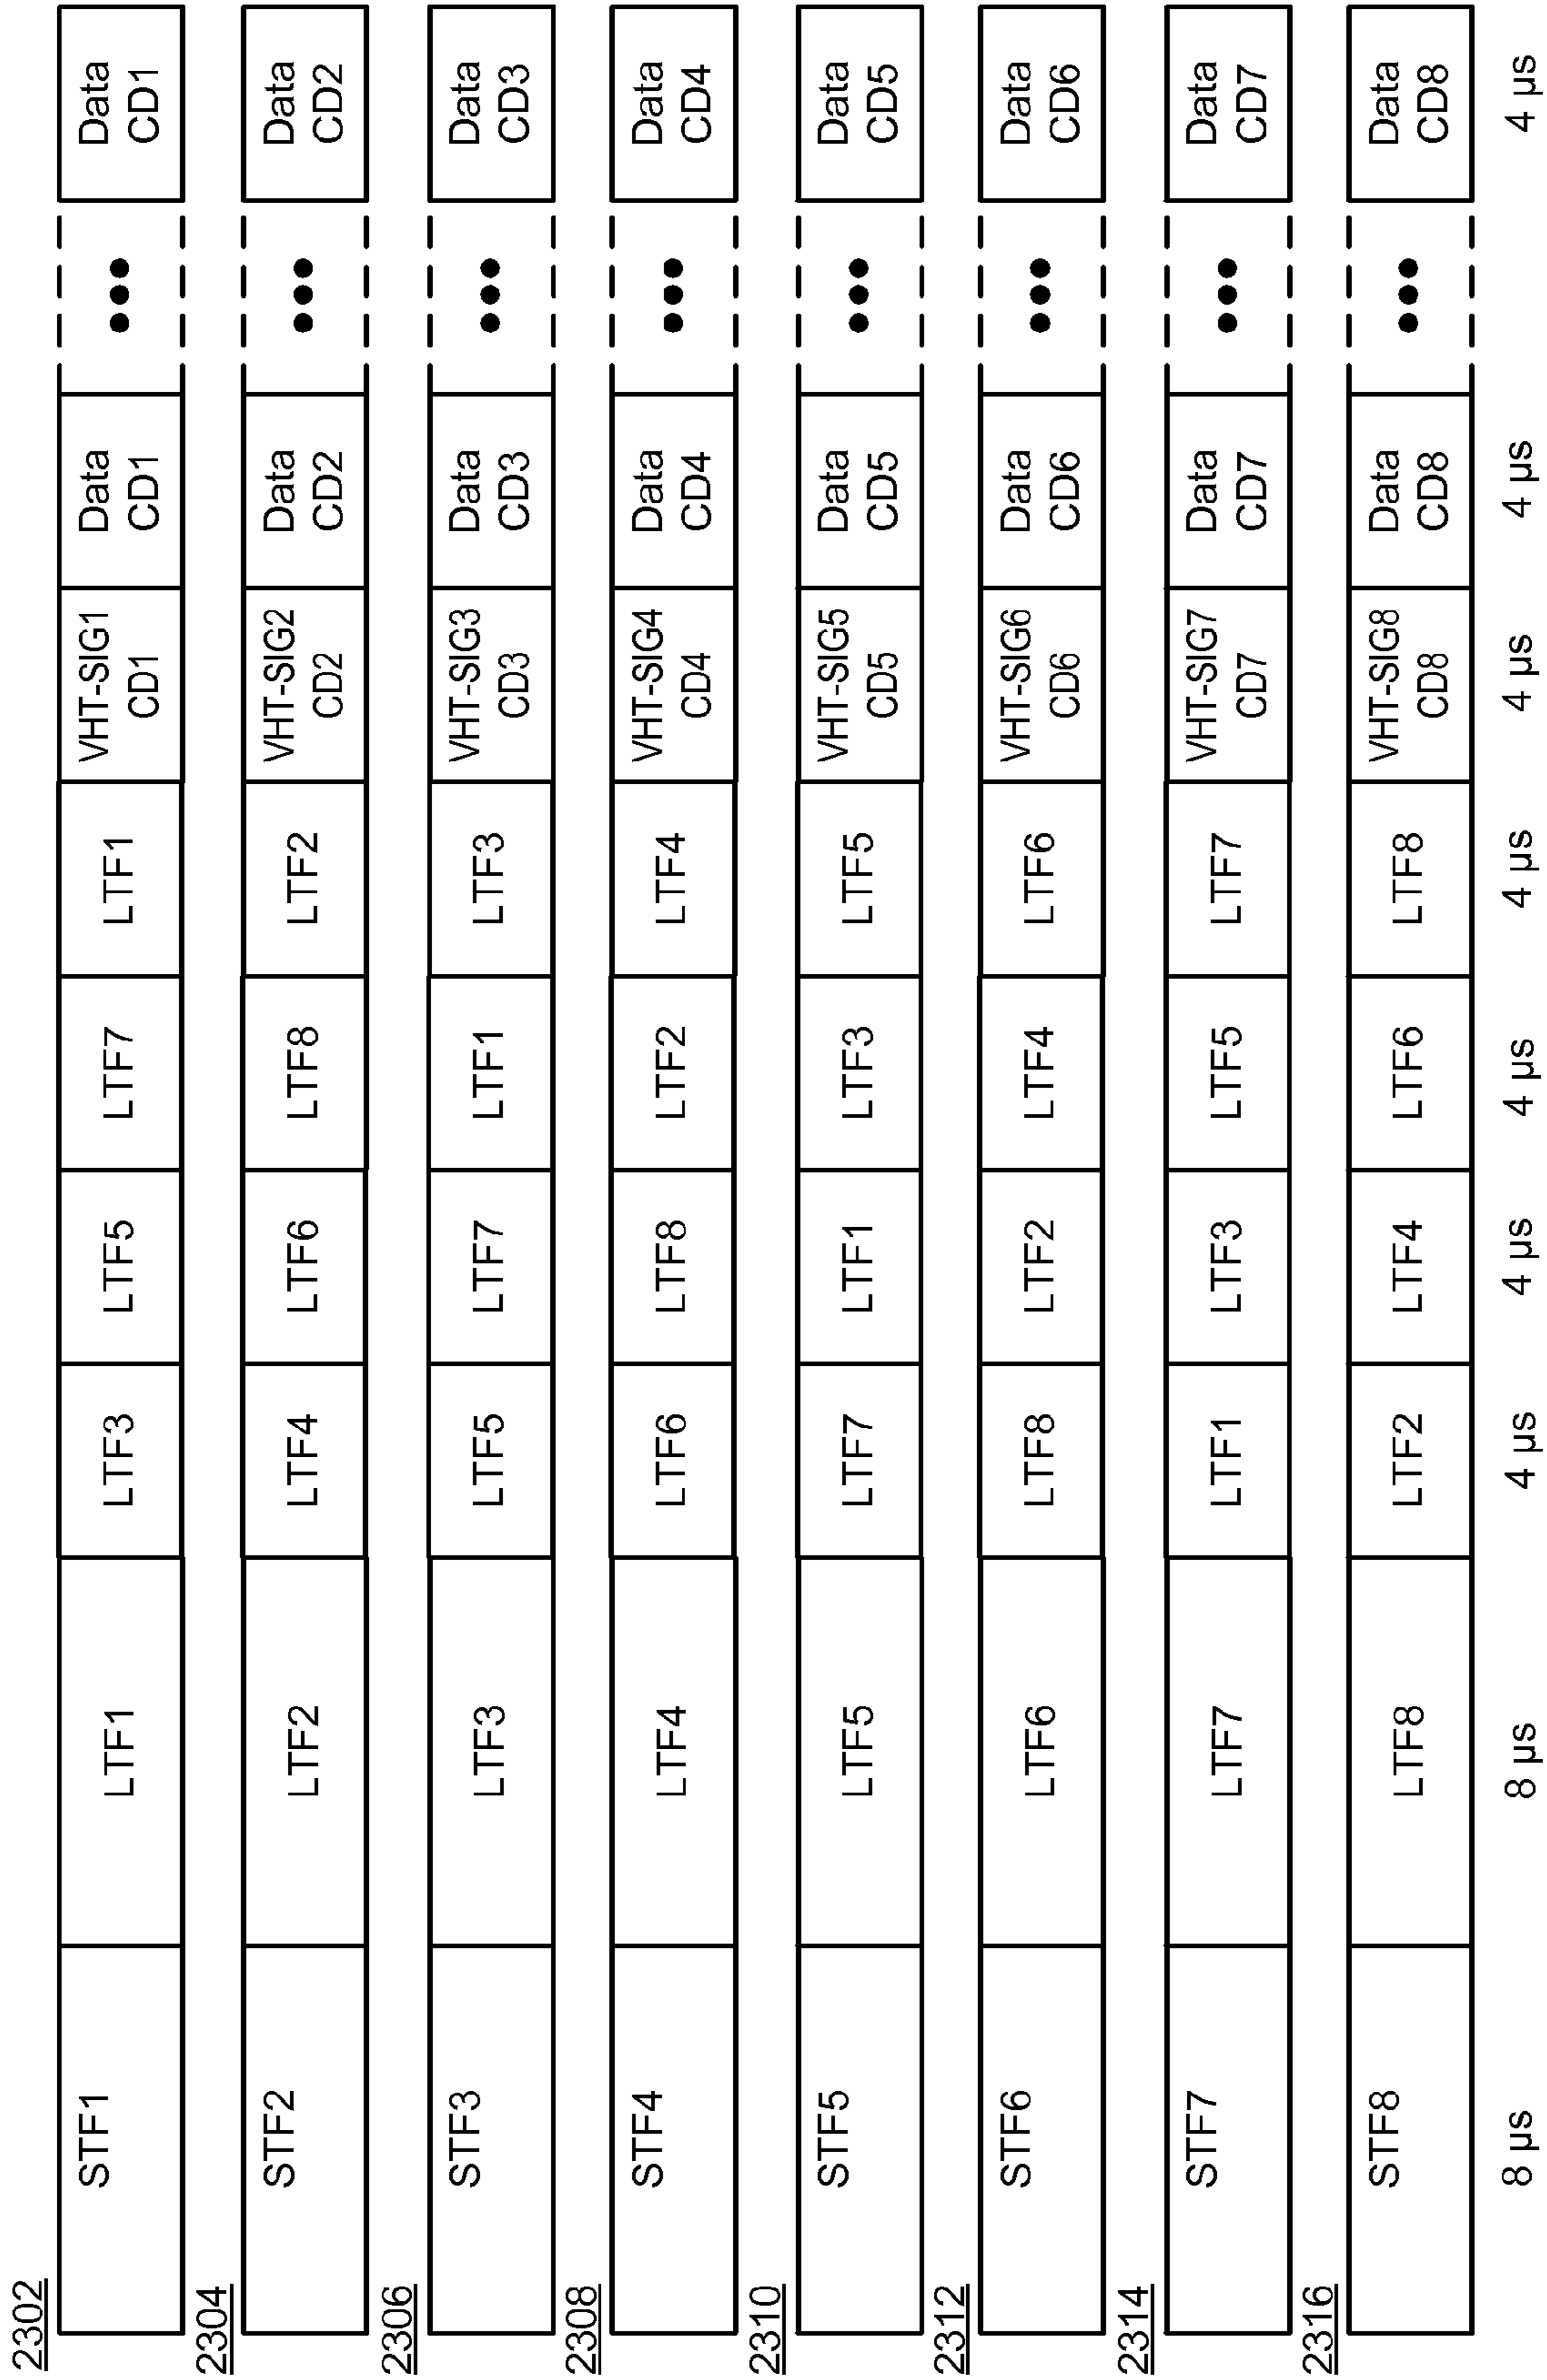 2302
STF1
LTF1
LTF3
LTF5
LTF7
LTF1
VHT-SIG1
CD1
Data
CD1
Data
CD1
2304
STF2
LTF2
LTF4
LTF6
LTF8
LTF2
VHT-SIG2
CD2
Data
CD2
Data
CD2
2306
STF3
LTF3
LTF5
LTF7
LTF1
LTF3
VHT-SIG3
CD3
Data
CD3
Data
CD3
2308
STF4
LTF4
LTF6
LTF8
LTF2
LTF4
VHT-SIG4
CD4
Data
CD4
Data
CD4
2310
STF5
LTF5
LTF7
LTF1
LTF3
LTF5
VHT-SIG5
CD5
Data
CD5
Data
CD5
2312
STF6
LTF6
LTF8
LTF2
LTF4
LTF6
VHT-SIG6
CD6
Data
CD6
Data
CD6
2314
STF7
LTF7
LTF1
LTF3
LTF5
LTF7
VHT-SIG7
CD7
Data
CD7
Data
CD7
2316
STF8
LTF8
LTF2
LTF4
LTF6
LTF8
VHT-SIG8
CD8
Data
CD8
Data
CD8
8 µs
8 µs
4 µs
4 µs
4 µs
4 µs
4 µs
4 µs
4 µs